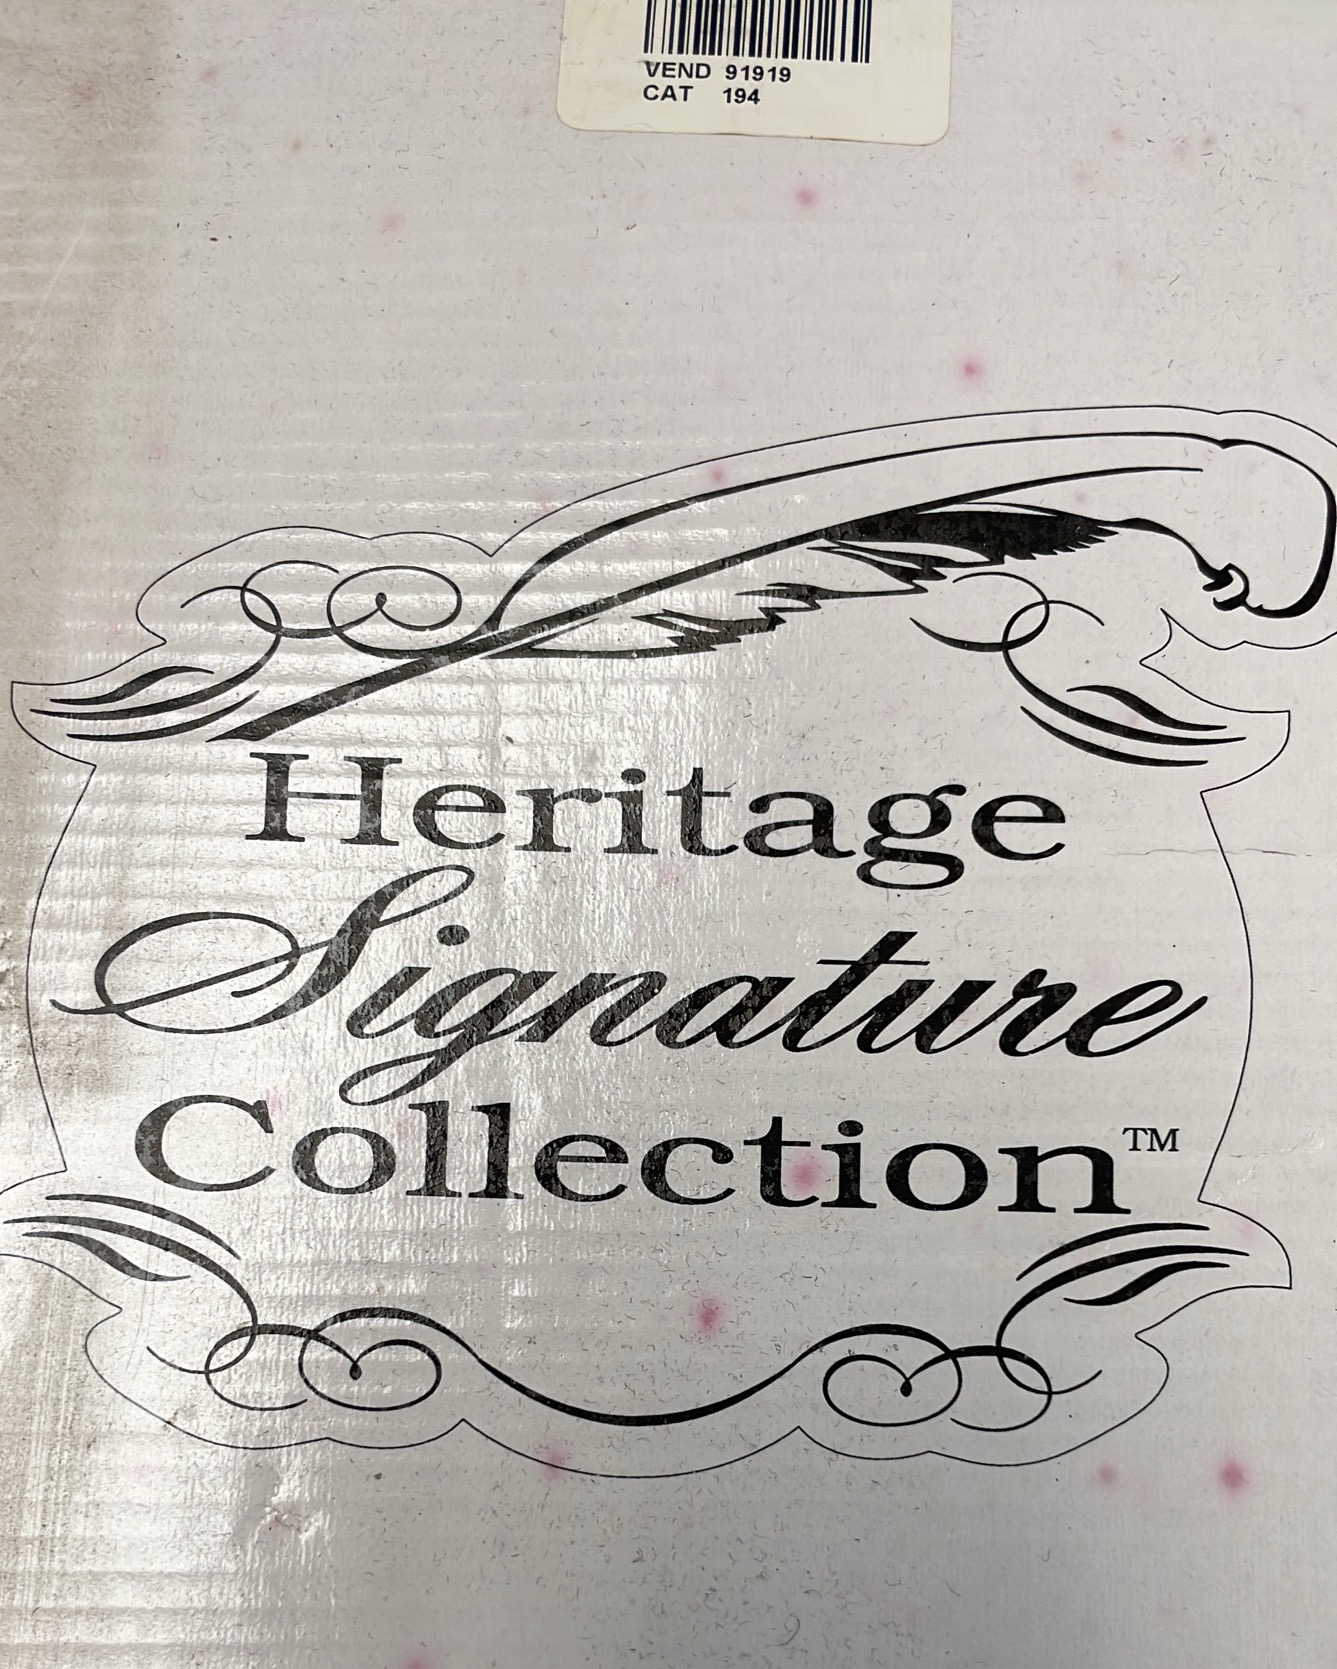 VEND 91919
CAT 194
Heritage
Signature
Collection™